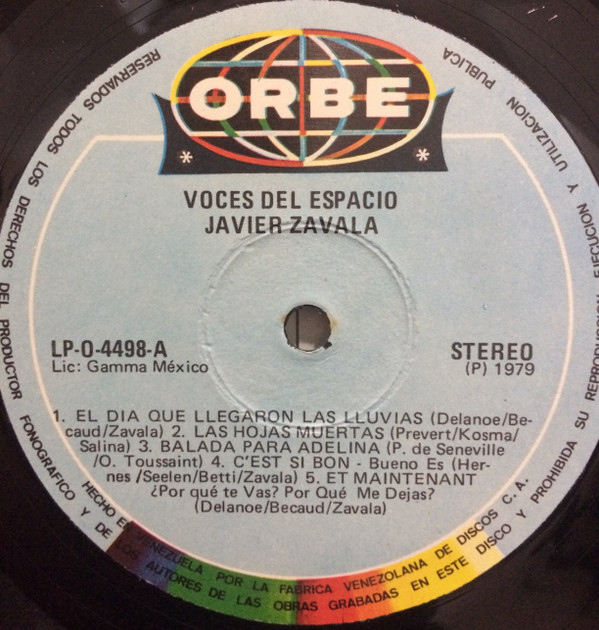 ORBE
* *
VOCES DEL ESPACIO
JAVIER ZAVALA
LP-O-4498-A
Lic: Gamma México
STEREO
(P) 1979
1. EL DIA QUE LLEGARON LAS LLUVIAS (Delanoe/Be-
caud/Zavala) 2. LAS HOJAS MUERTAS (Prevert/Kosma/
Salina) 3. BALADA PARA ADELINA (P. de Seneville
/O. Toussaint) 4. C'EST SI BON - Bueno Es (Her-
nes/Seelen/Betti/Zavala) 5. ET MAINTENANT
¿Por qué te Vas? Por Qué Me Dejas?
(Delanoe/Becaud/Zavala)
RESERVADOS TODOS LOS DERECHOS DEL PRODUCTOR FONOGRAFICO Y DE LOS AUTORES DE LAS OBRAS GRABADAS EN ESTE DISCO Y PROHIBIDA SU REPRODUCCION EJECUCION Y UTILIZACION PUBLICA
HECHO EN VENEZUELA POR LA FABRICA VENEZOLANA DE DISCOS C.A.